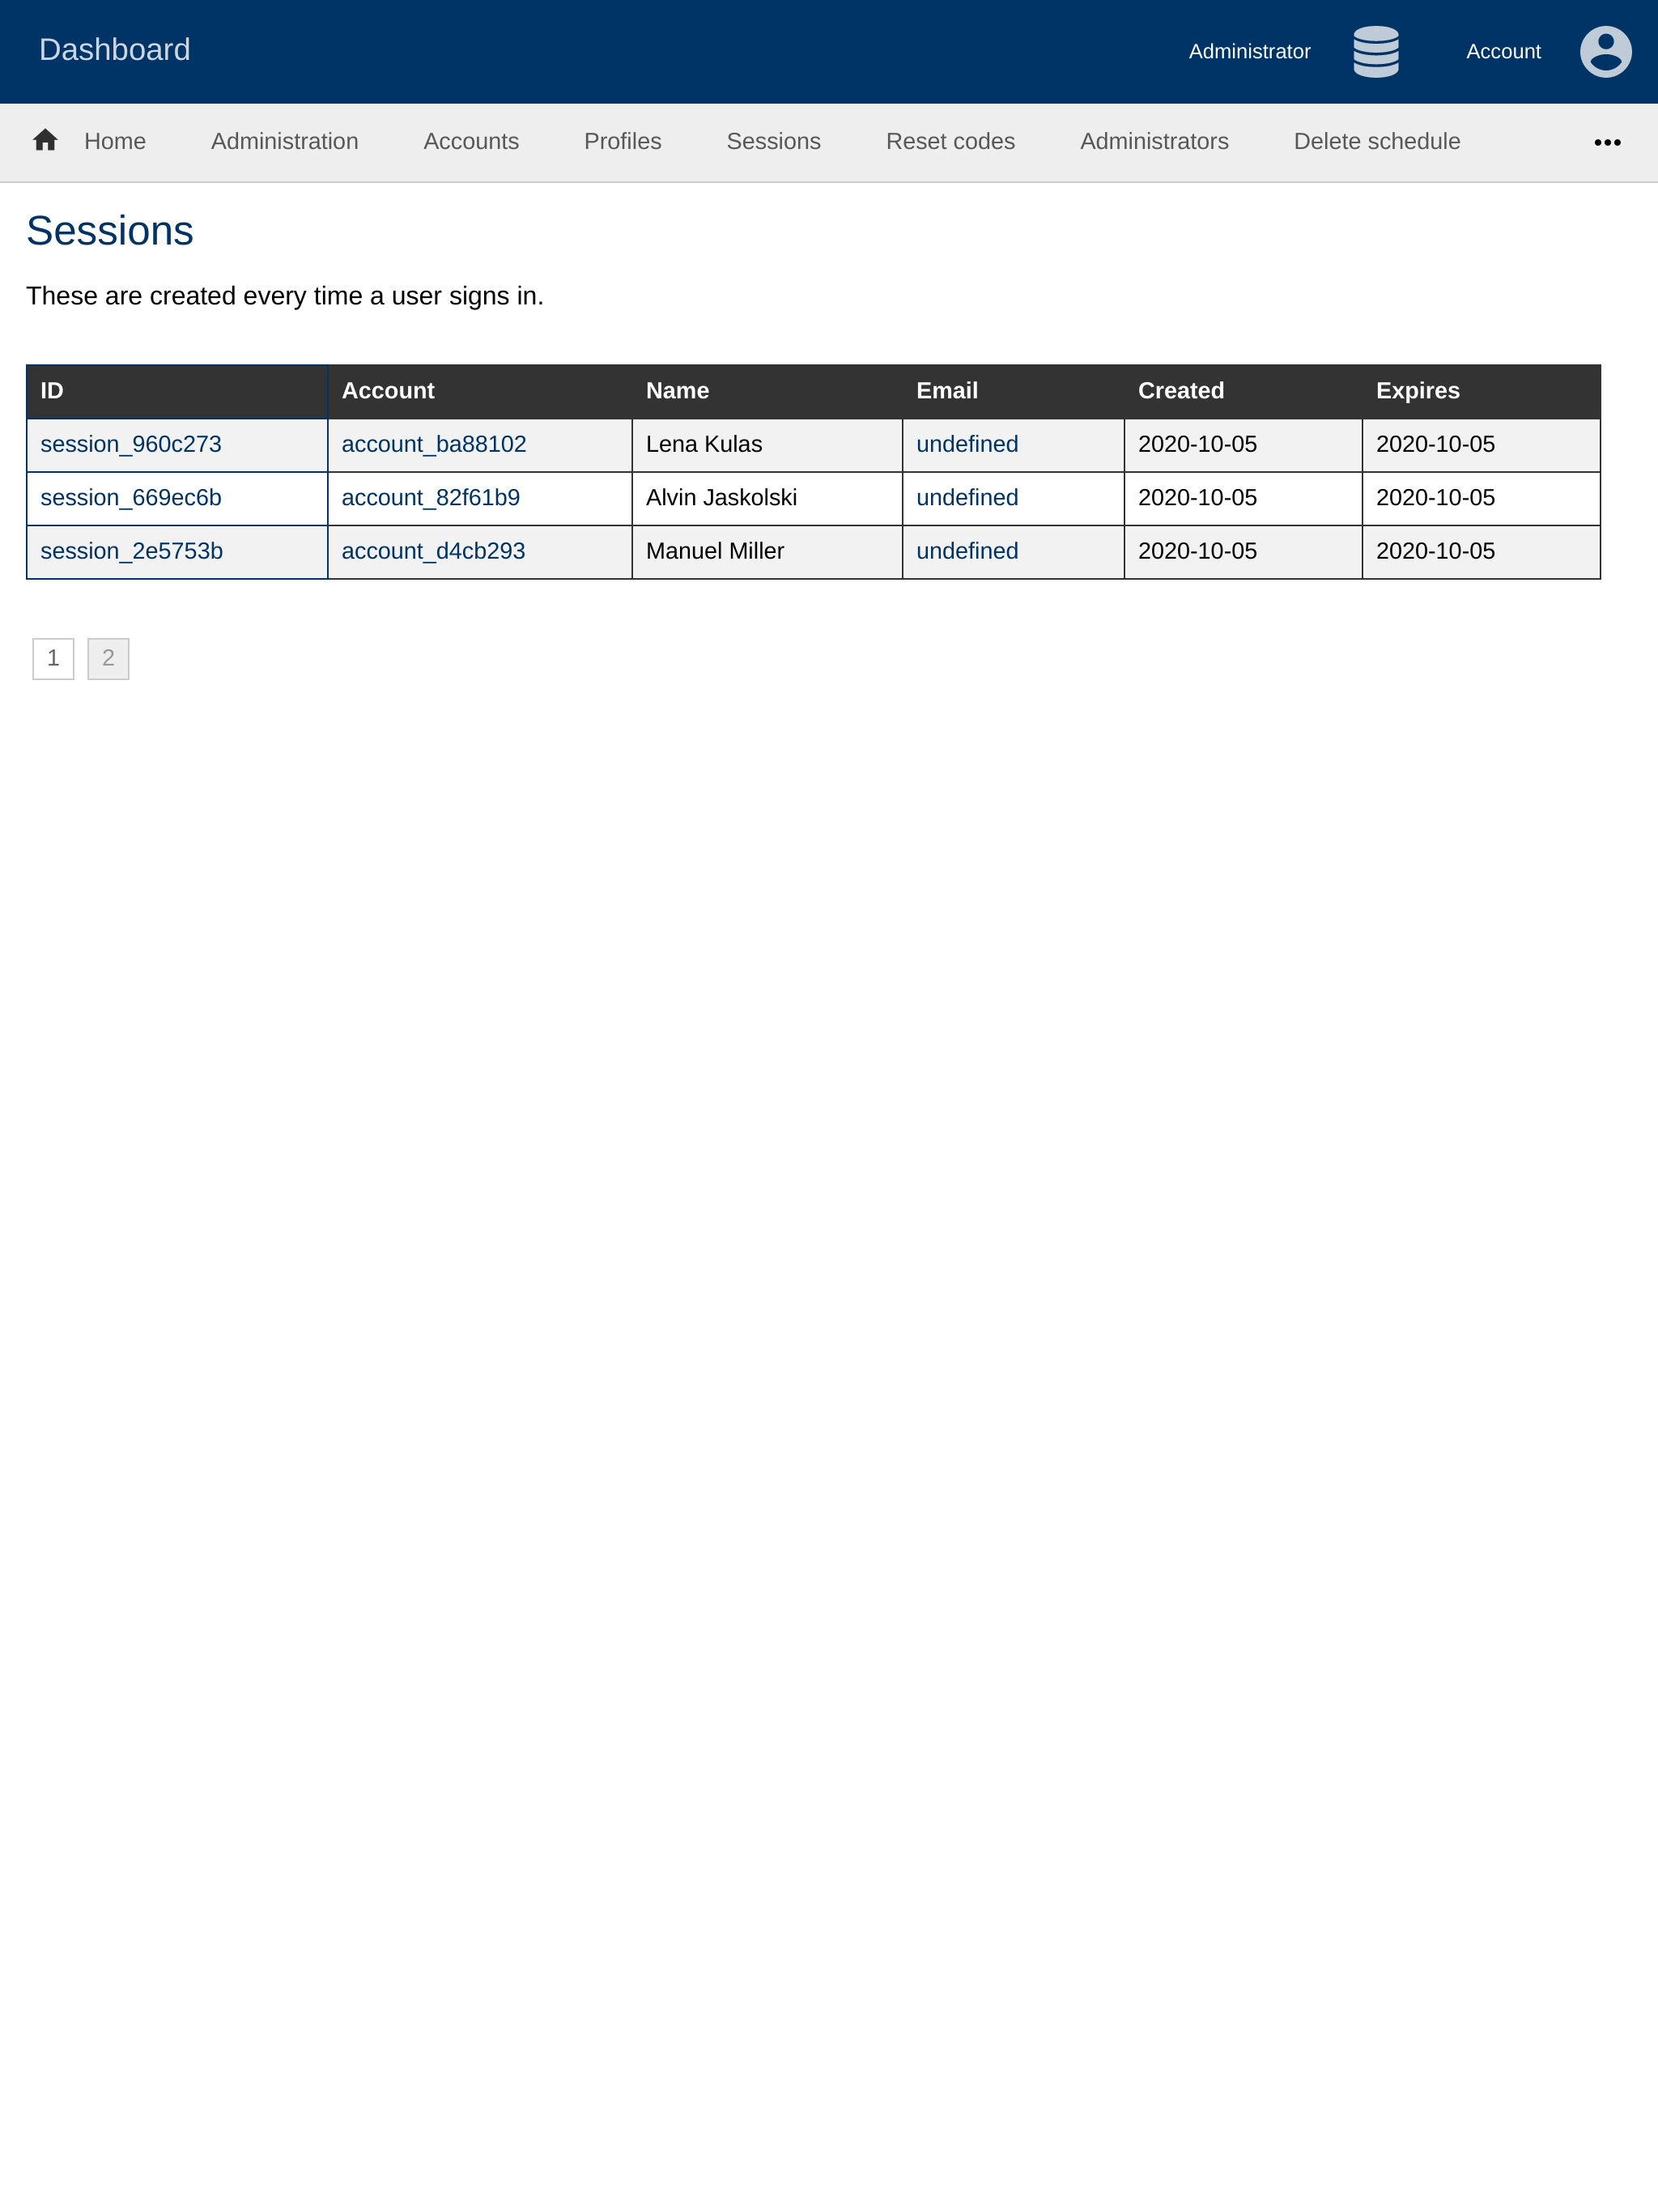 Dashboard
Administrator
Account
Home Administration Accounts Profiles Sessions Reset codes Administrators Delete schedule
Sessions
These are created every time a user signs in.
ID Account Name Email Created Expires
session_960c273 account_ba88102 Lena Kulas undefined 2020-10-05 2020-10-05
session_669ec6b account_82f61b9 Alvin Jaskolski undefined 2020-10-05 2020-10-05
session_2e5753b account_d4cb293 Manuel Miller undefined 2020-10-05 2020-10-05
1 2